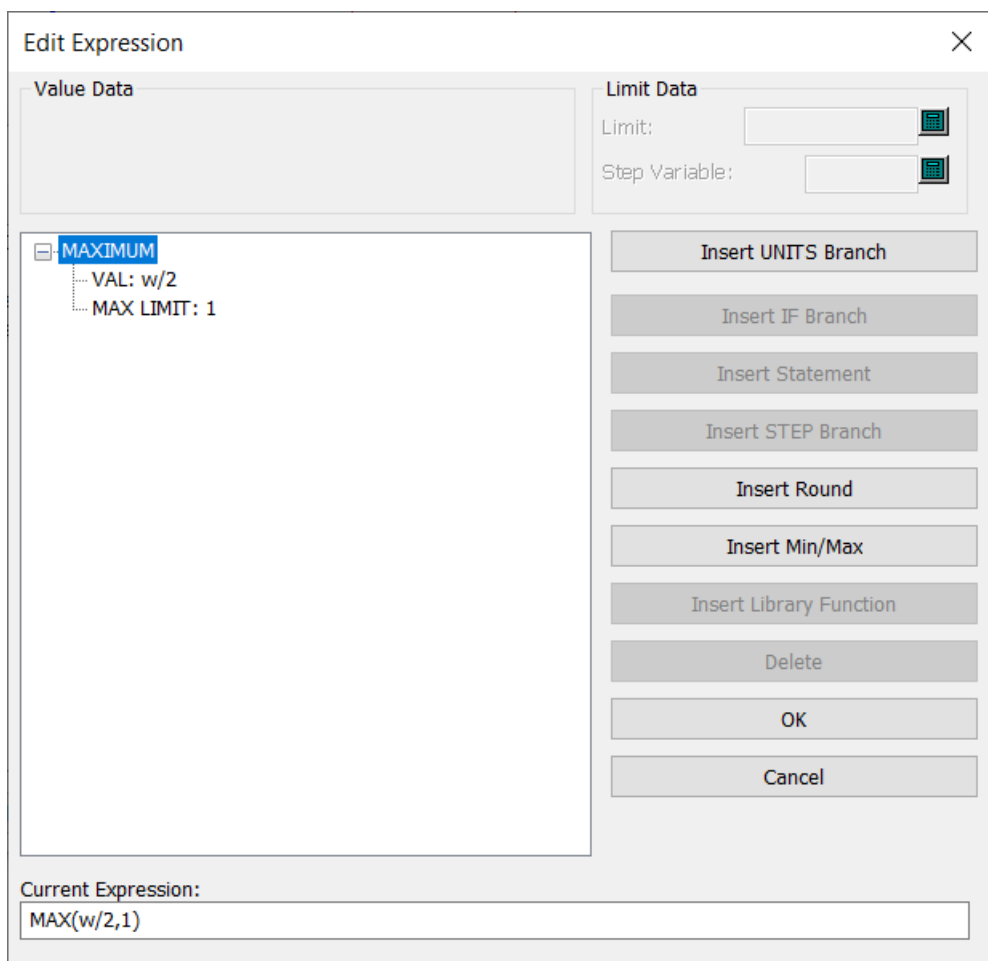 Edit Expression
Value Data
Limit Data
Limit:
Step Variable:
MAXIMUM
VAL: w/2
MAX LIMIT: 1
Insert UNITS Branch
Insert IF Branch
Insert Statement
Insert STEP Branch
Insert Round
Insert Min/Max
Insert Library Function
Delete
OK
Cancel
Current Expression:
MAX(w/2,1)